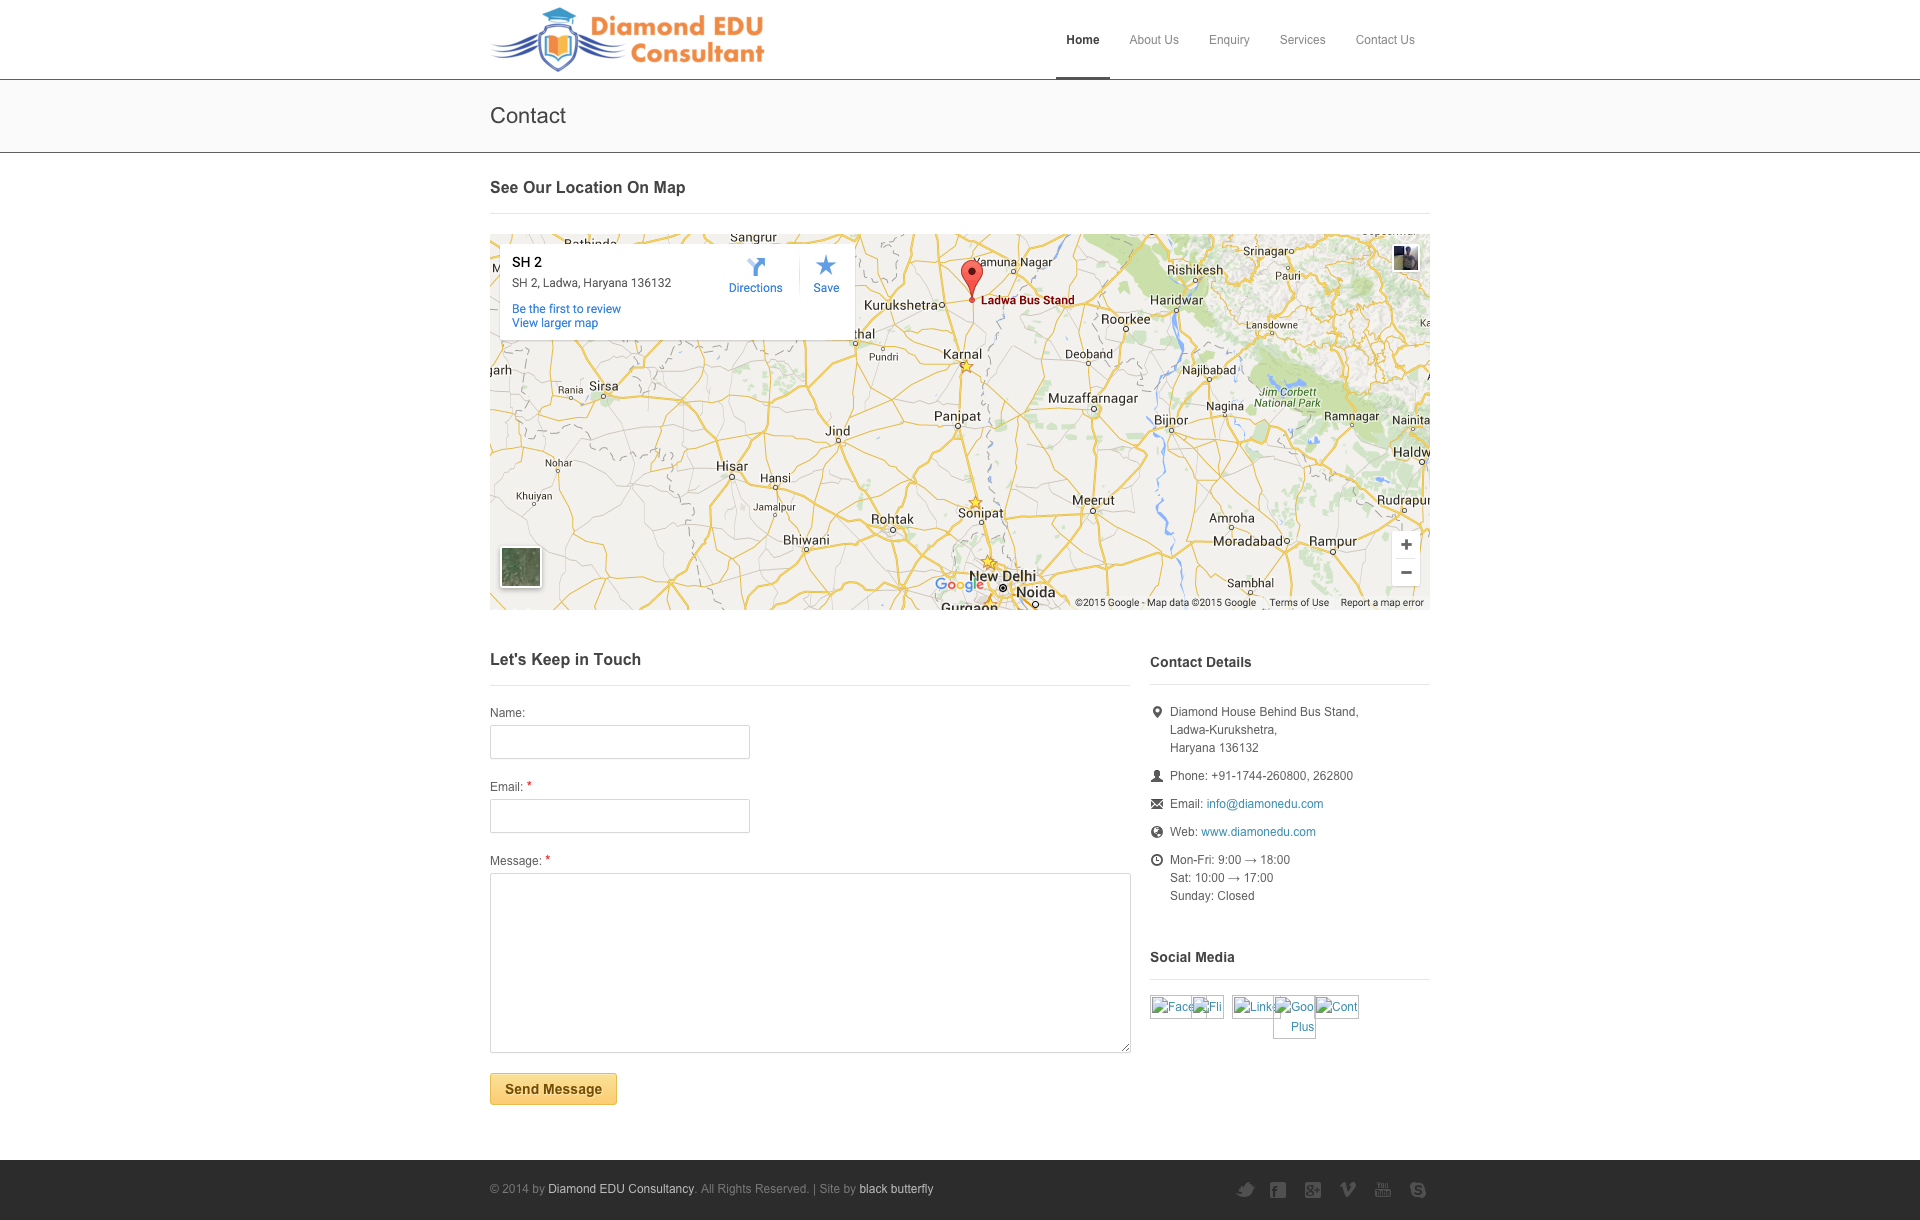 Diamond EDU
Consultant
Home
About Us
Enquiry
Services
Contact Us
Contact
See Our Location On Map
SH 2
SH 2, Ladwa, Haryana 136132
Be the first to review
View larger map
Directions
Save
Sangrur
Yamuna Nagar
Ladwa Bus Stand
Kurukshetra
Srinagar
Pauri
Rishikesh
Haridwar
Roorkee
Lansdowne
thal
Pundri
Karnal
Deoband
Najibabad
Jim Corbett
National Park
garh
Rania
Sirsa
Muzaffarnagar
Nagina
Ramnagar
Nainita
Panipat
Bijnor
Jind
Haldw
Nohar
Hisar
Hansi
Khuiyan
Jamalpur
Meerut
Rudrapur
Sonipat
Rohtak
Amroha
Bhiwani
Moradabad
Rampur
New Delhi
Sambhal
Google
Noida
Gurgaon
©2015 Google - Map data ©2015 Google
Terms of Use
Report a map error
Let's Keep in Touch
Name:
Email: *
Message: *
Send Message
Contact Details
Diamond House Behind Bus Stand,
Ladwa-Kurukshetra,
Haryana 136132
Phone: +91-1744-260800, 262800
Email: info@diamonedu.com
Web: www.diamonedu.com
Mon-Fri: 9:00 → 18:00
Sat: 10:00 → 17:00
Sunday: Closed
Social Media
Face
Fli
Link
Goo
Plus
Cont
© 2014 by Diamond EDU Consultancy. All Rights Reserved. | Site by black butterfly